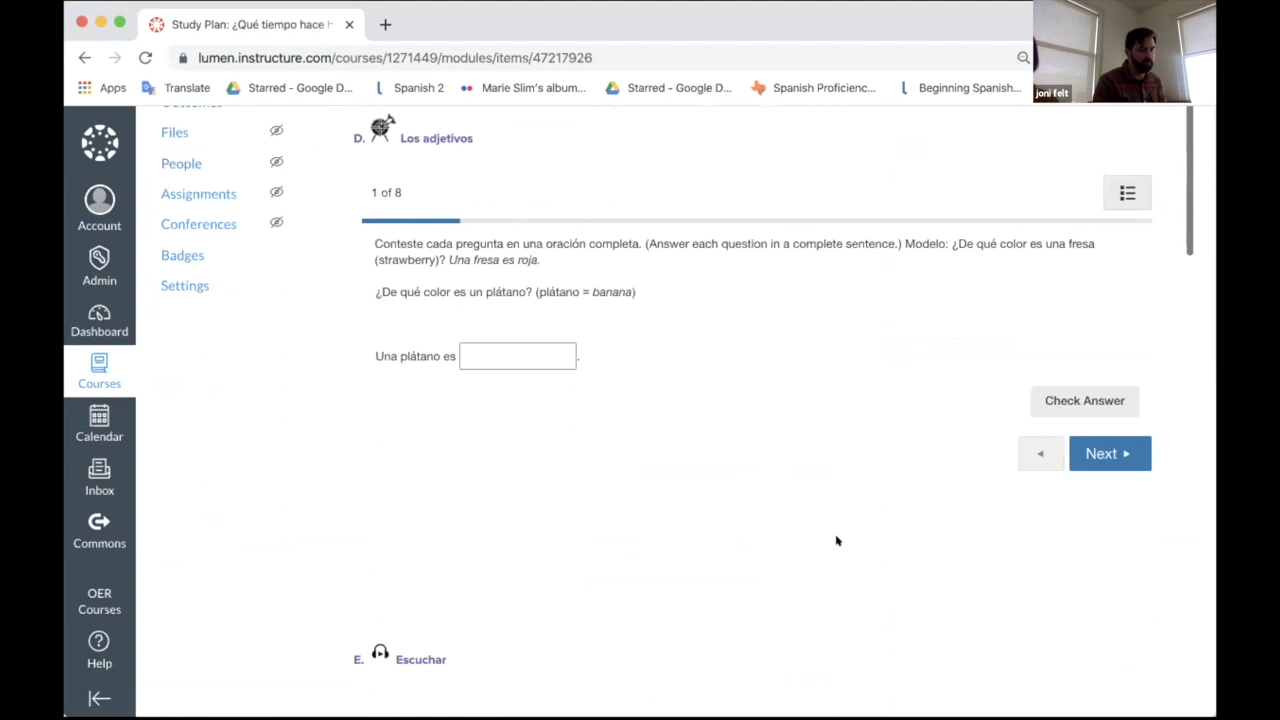 Study Plan: ¿Qué tiempo hace
lumen.instructure.com/courses/1271449/modules/items/47217926
Apps Translate Starred - Google D... Spanish 2 Marie Slim's album... Starred - Google D... Spanish Proficienc... Beginning Spanish...
joni felt
Files
People
Assignments
Conferences
Badges
Settings
Account
Admin
Dashboard
Courses
Calendar
Inbox
Commons
OER
Courses
Help
D. Los adjetivos
1 of 8
Conteste cada pregunta en una oración completa. (Answer each question in a complete sentence.) Modelo: ¿De qué color es una fresa
(strawberry)? Una fresa es roja.
¿De qué color es un plátano? (plátano = banana)
Una plátano es .
Check Answer
Next
E. Escuchar